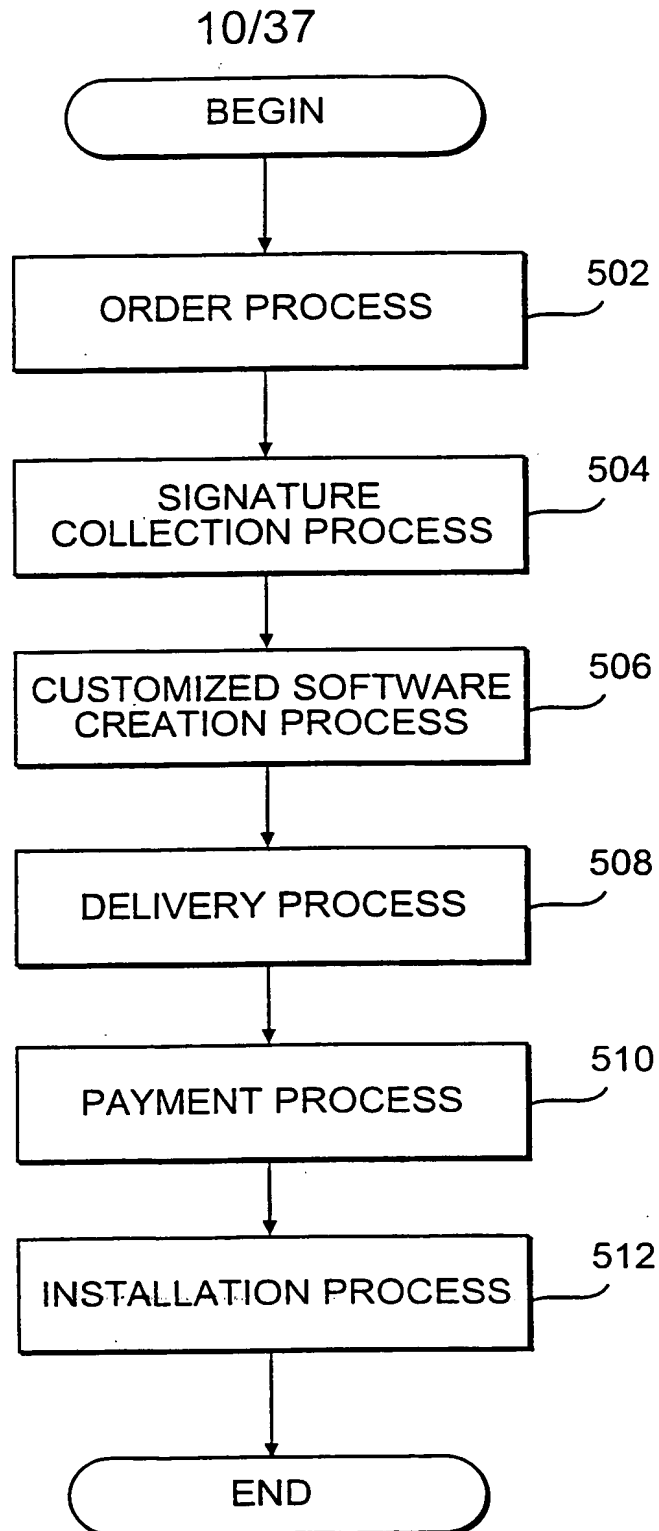 10/37
BEGIN
ORDER PROCESS
502
SIGNATURE
COLLECTION PROCESS
504
CUSTOMIZED SOFTWARE
CREATION PROCESS
506
DELIVERY PROCESS
508
PAYMENT PROCESS
510
INSTALLATION PROCESS
512
END